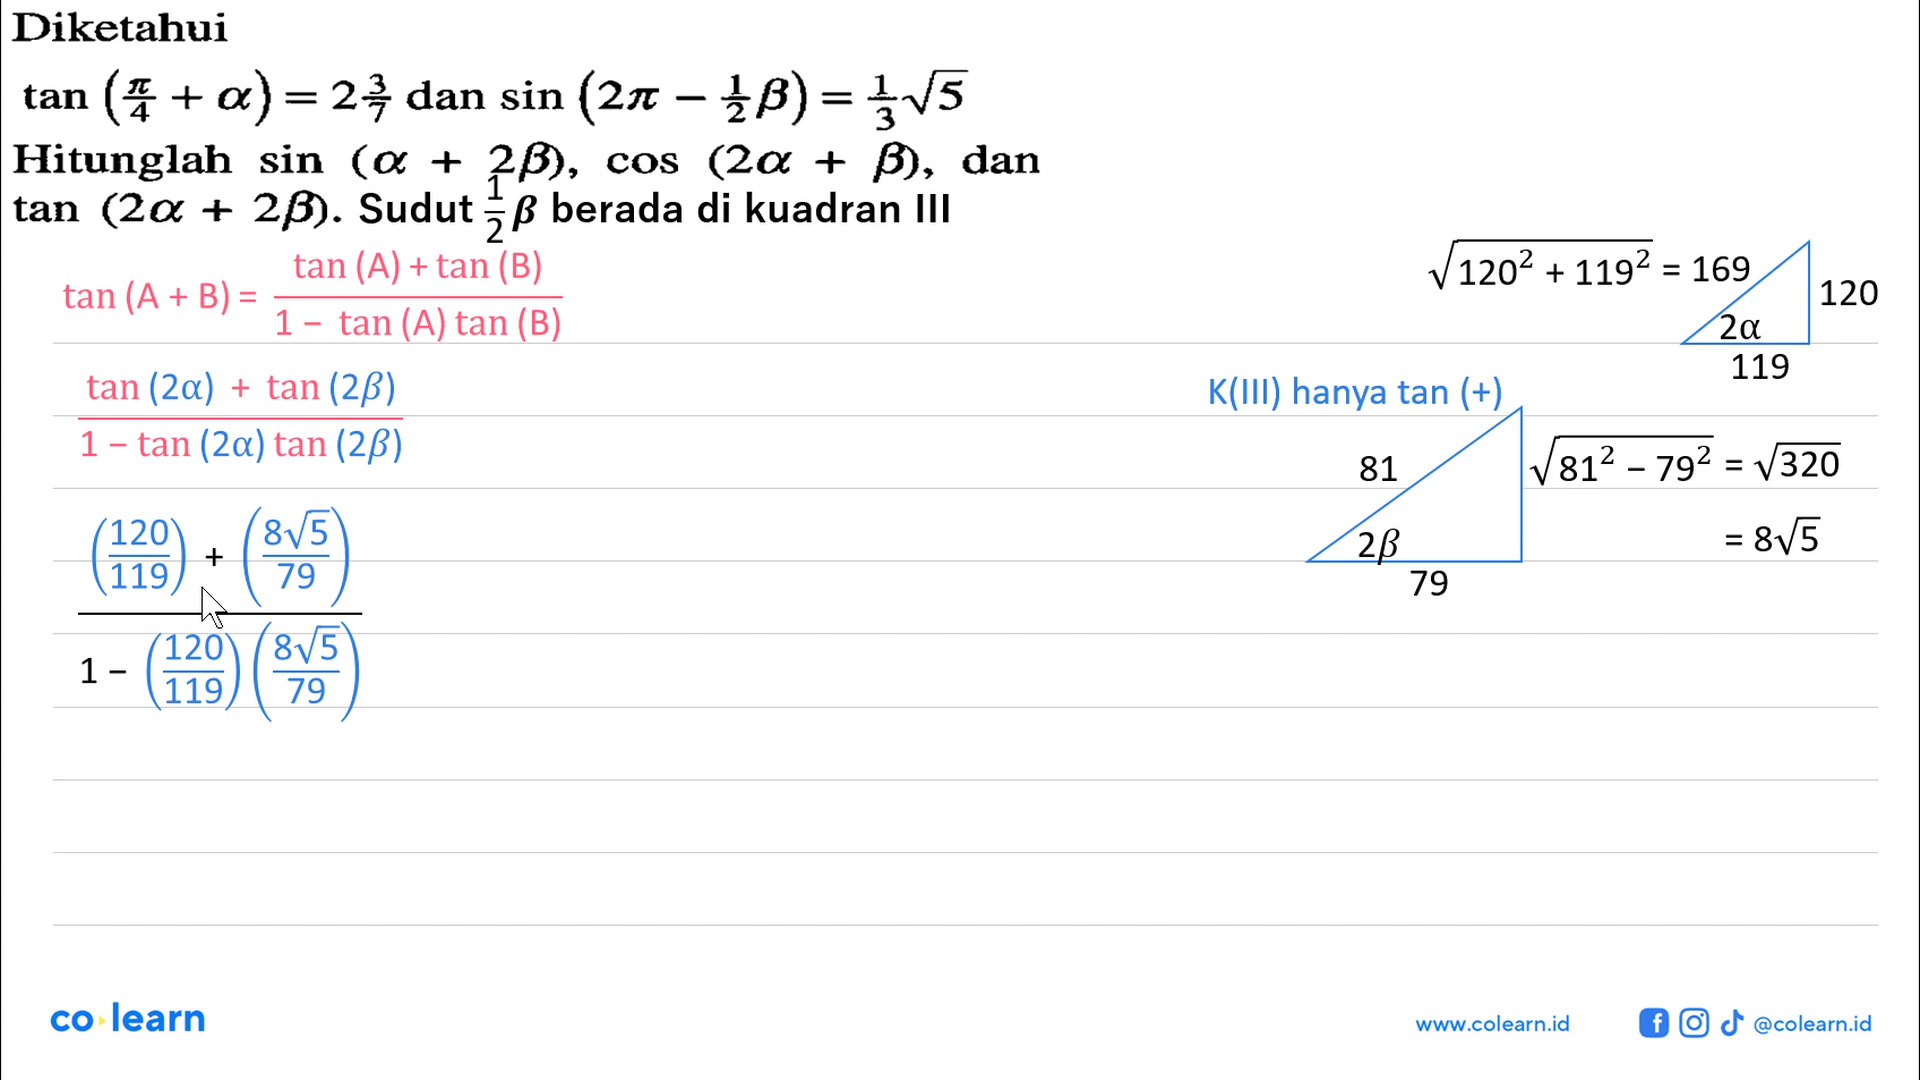 Diketahui
tan (π/4 + α) = 2 3/7 dan sin (2π − 1/2 β) = 1/3 √5
Hitunglah sin (α + 2β), cos (2α + β), dan
tan (2α + 2β). Sudut 1/2 β berada di kuadran III
tan (A + B) = (tan (A) + tan (B)) / (1 − tan (A) tan (B))
√(120² + 119²) = 169
120
2α
119
(tan (2α) + tan (2β)) / (1 − tan (2α) tan (2β))
K(III) hanya tan (+)
81
√(81² − 79²) = √320
= 8√5
2β
79
((120/119) + (8√5/79)) / (1 − (120/119) (8√5/79))
co learn
www.colearn.id
@colearn.id